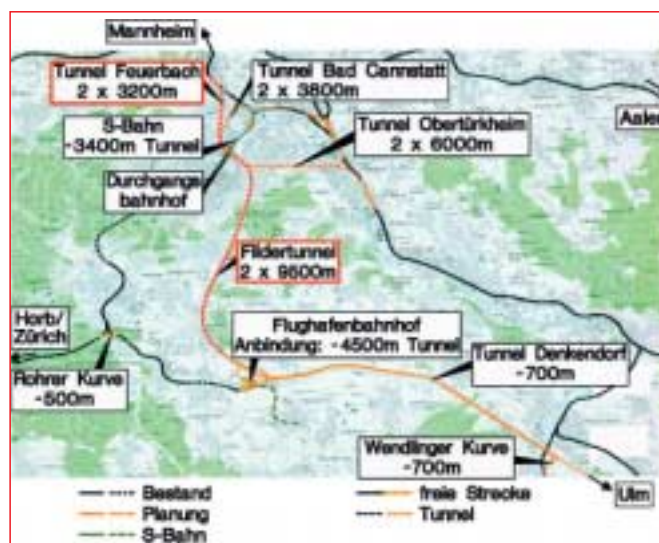 Mannheim
Tunnel Feuerbach
2 x 3200m
Tunnel Bad Cannstatt
2 x 3800m
Aalen
S-Bahn
-3400m Tunnel
Tunnel Obertürkheim
2 x 6000m
Durchgangs
bahnhof
Fildertunnel
2 x 9500m
Horb/
Zürich
Flughafenbahnhof
Anbindung: -4500m Tunnel
Tunnel Denkendorf
-700m
Rohrer Kurve
-500m
Wendlinger Kurve
-700m
Ulm
Bestand
freie Strecke
Planung
Tunnel
S-Bahn